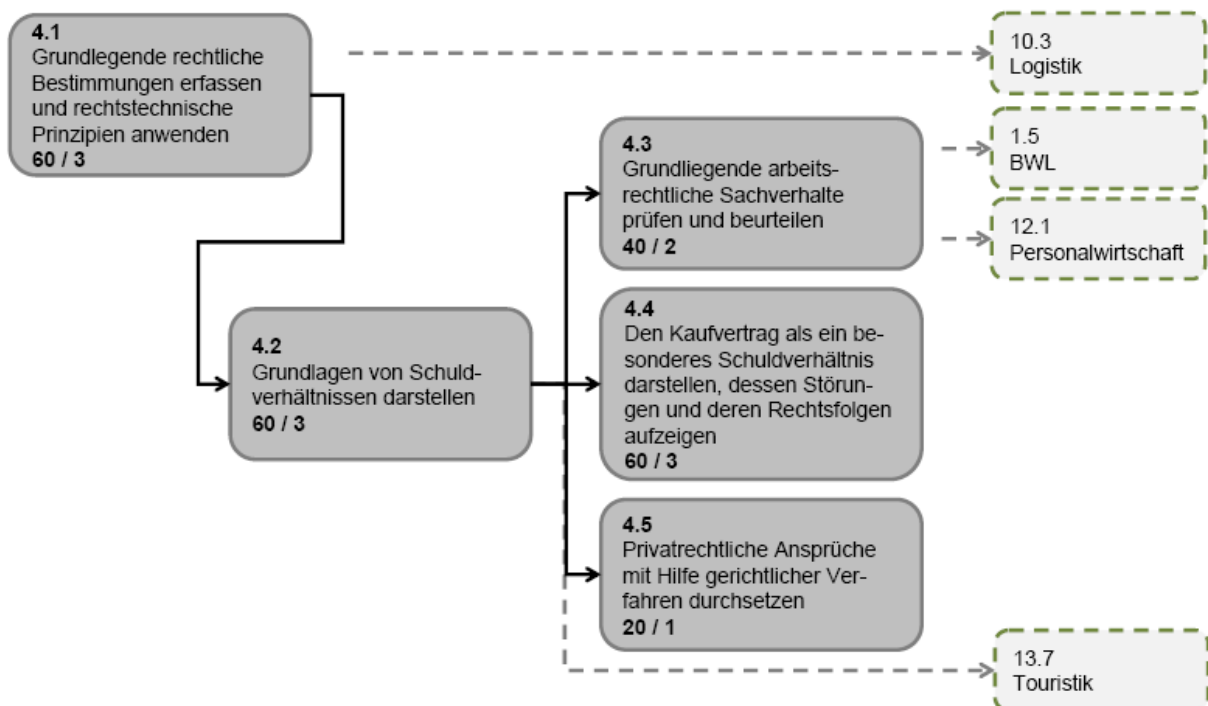 4.1
Grundlegende rechtliche
Bestimmungen erfassen
und rechtstechnische
Prinzipien anwenden
60 / 3
10.3
Logistik
4.3
Grundliegende arbeits-
rechtliche Sachverhalte
prüfen und beurteilen
40 / 2
1.5
BWL
12.1
Personalwirtschaft
4.2
Grundlagen von Schuld-
verhältnissen darstellen
60 / 3
4.4
Den Kaufvertrag als ein be-
sonderes Schuldverhältnis
darstellen, dessen Störun-
gen und deren Rechtsfolgen
aufzeigen
60 / 3
4.5
Privatrechtliche Ansprüche
mit Hilfe gerichtlicher Ver-
fahren durchsetzen
20 / 1
13.7
Touristik